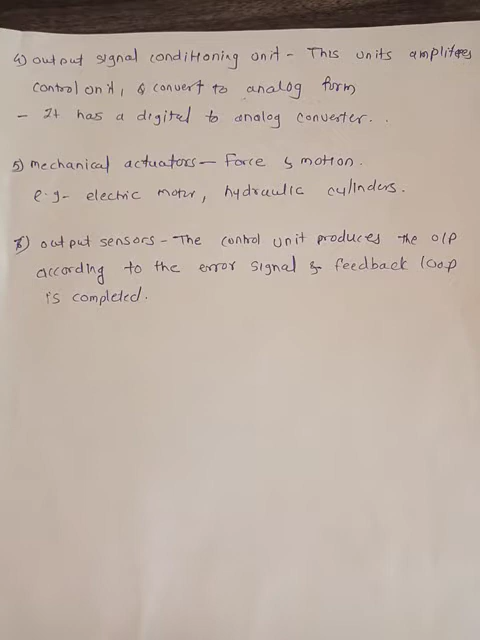 4) output signal conditioning unit - This units amplifies
control unit, & convert to analog form
- It has a digital to analog converter..
5) mechanical actuators - Force & motion.
e.g- electric motor, hydraulic cylinders.
6) output sensors - The control unit produces the o/p
according to the error signal & feedback loop
is completed.